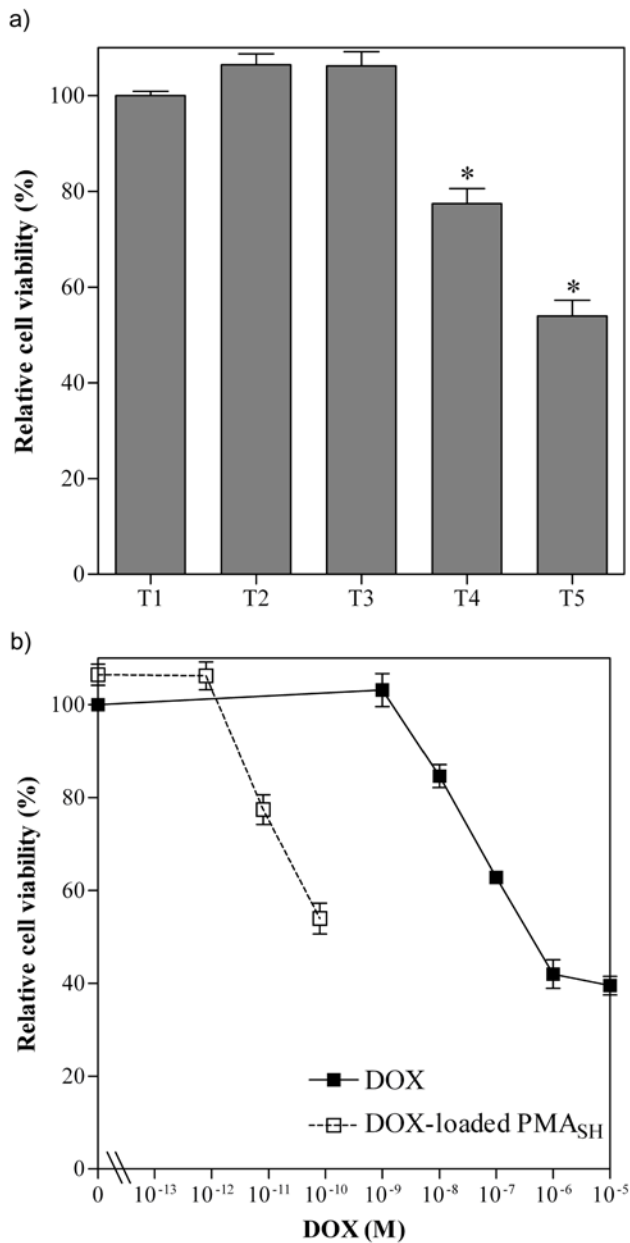 a)
Relative cell viability (%)
100
80
60
40
20
0
*
*
T1 T2 T3 T4 T5
b)
Relative cell viability (%)
100
80
60
40
20
0
DOX
DOX-loaded PMA_SH
0 10⁻¹³ 10⁻¹² 10⁻¹¹ 10⁻¹⁰ 10⁻⁹ 10⁻⁸ 10⁻⁷ 10⁻⁶ 10⁻⁵
DOX (M)